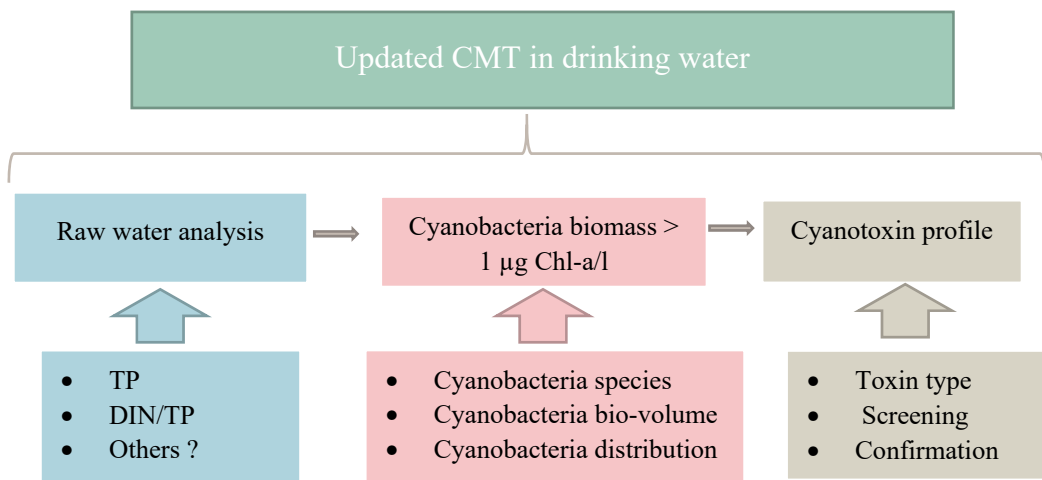 Updated CMT in drinking water
Raw water analysis
Cyanobacteria biomass >
1 µg Chl-a/l
Cyanotoxin profile
• TP
• DIN/TP
• Others ?
• Cyanobacteria species
• Cyanobacteria bio-volume
• Cyanobacteria distribution
• Toxin type
• Screening
• Confirmation